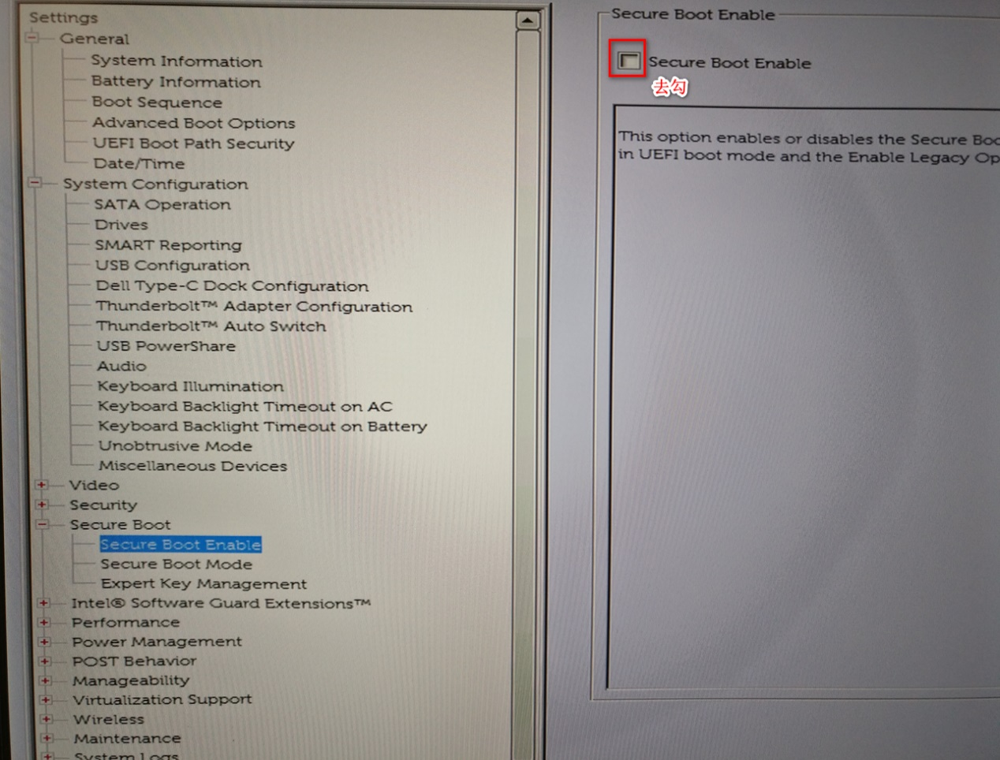 Settings
General
System Information
Battery Information
Boot Sequence
Advanced Boot Options
UEFI Boot Path Security
Date/Time
System Configuration
SATA Operation
Drives
SMART Reporting
USB Configuration
Dell Type-C Dock Configuration
Thunderbolt™ Adapter Configuration
Thunderbolt™ Auto Switch
USB PowerShare
Audio
Keyboard Illumination
Keyboard Backlight Timeout on AC
Keyboard Backlight Timeout on Battery
Unobtrusive Mode
Miscellaneous Devices
Video
Security
Secure Boot
Secure Boot Enable
Secure Boot Mode
Expert Key Management
Intel® Software Guard Extensions™
Performance
Power Management
POST Behavior
Manageability
Virtualization Support
Wireless
Maintenance
System Logs
Secure Boot Enable
Secure Boot Enable
去勾
This option enables or disables the Secure Boo
in UEFI boot mode and the Enable Legacy Op